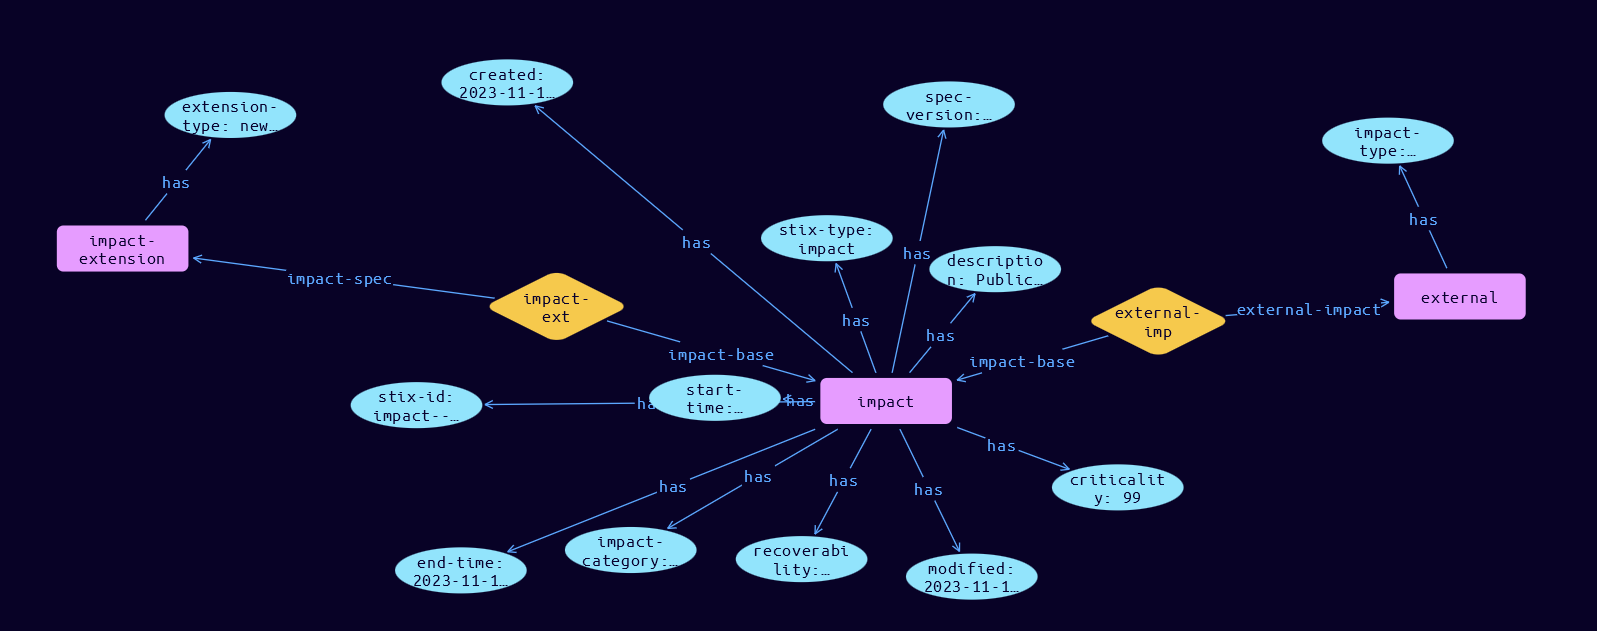 created:
2023-11-1…
spec-
version:…
extension-
type: new…
impact-
type:…
has
has
stix-type:
impact
has
has
impact-
extension
descriptio
n: Public…
impact-spec
impact-
ext
external
external-impact
external-
imp
has
has
impact-base
impact-base
stix-id:
impact--…
start-
time:…
has
impact
has
criticalit
y: 99
has
has
has
has
end-time:
2023-11-1…
impact-
category:…
recoverabi
lity:…
modified:
2023-11-1…